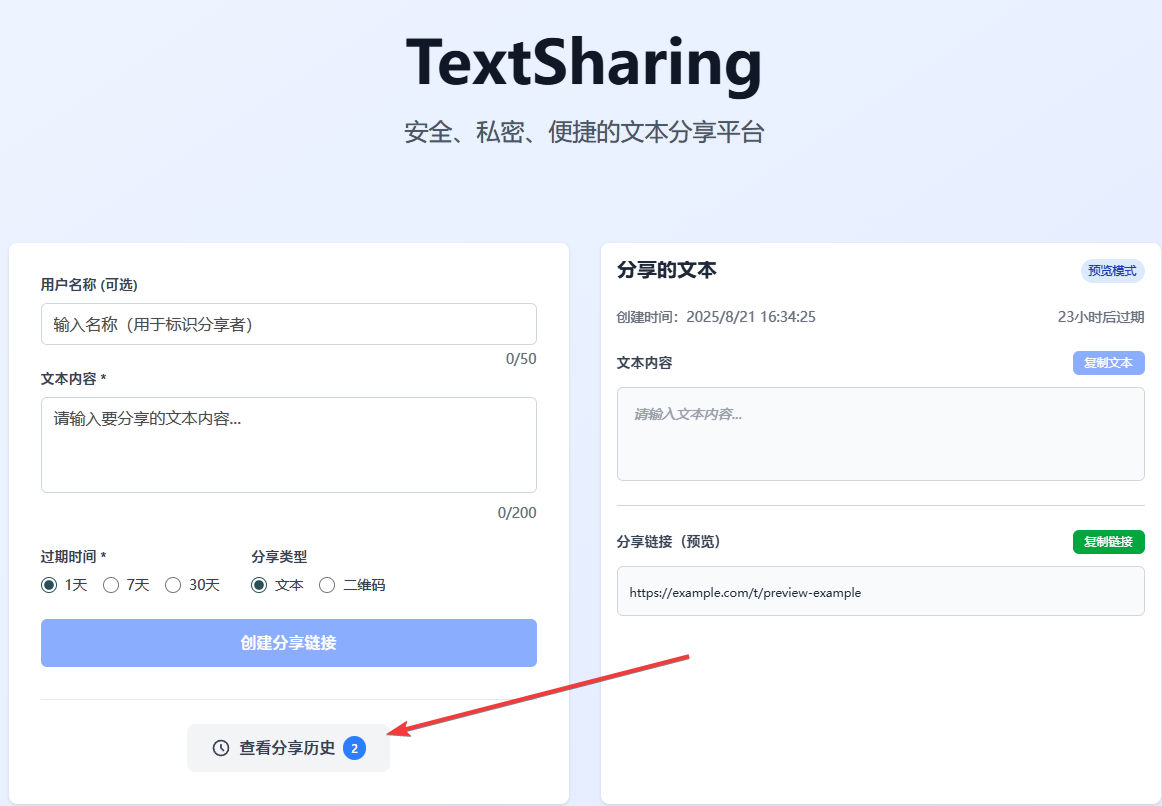 TextSharing
安全、私密、便捷的文本分享平台
用户名称 (可选)
输入名称（用于标识分享者）
0/50
文本内容 *
请输入要分享的文本内容...
0/200
过期时间 *
1天 7天 30天
分享类型
文本 二维码
创建分享链接
查看分享历史 2
分享的文本
预览模式
创建时间：2025/8/21 16:34:25
23小时后过期
文本内容
复制文本
请输入文本内容...
分享链接（预览）
复制链接
https://example.com/t/preview-example